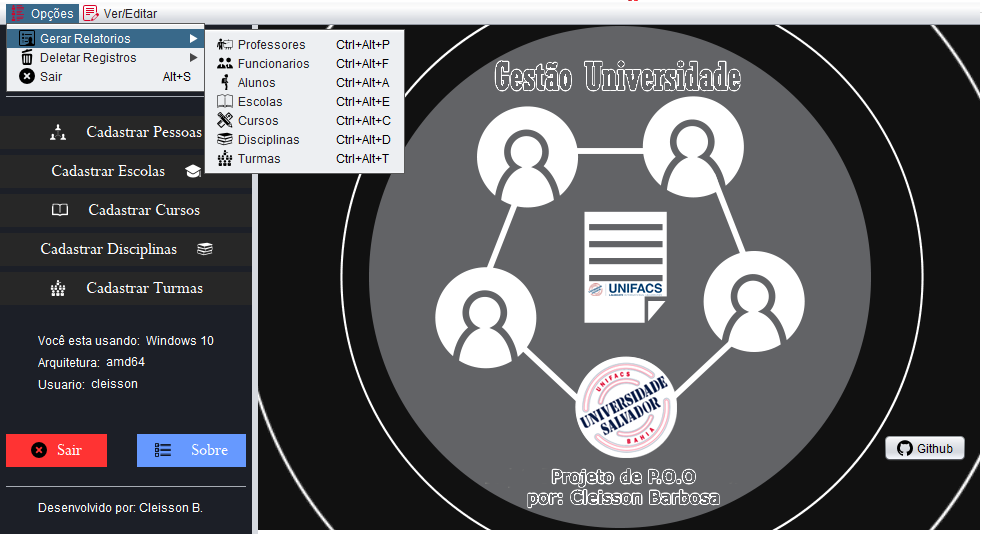 Opções Ver/Editar
Gerar Relatorios
Deletar Registros
Sair Alt+S
Professores Ctrl+Alt+P
Funcionarios Ctrl+Alt+F
Alunos Ctrl+Alt+A
Escolas Ctrl+Alt+E
Cursos Ctrl+Alt+C
Disciplinas Ctrl+Alt+D
Turmas Ctrl+Alt+T
Cadastrar Pessoas
Cadastrar Escolas
Cadastrar Cursos
Cadastrar Disciplinas
Cadastrar Turmas
Você esta usando: Windows 10
Arquitetura: amd64
Usuario: cleisson
Sair
Sobre
Desenvolvido por: Cleisson B.
Gestão Universidade
UNIFACS
UNIFACS
UNIVERSIDADE
SALVADOR
BAHIA
Projeto de P.O.O
por: Cleisson Barbosa
Github